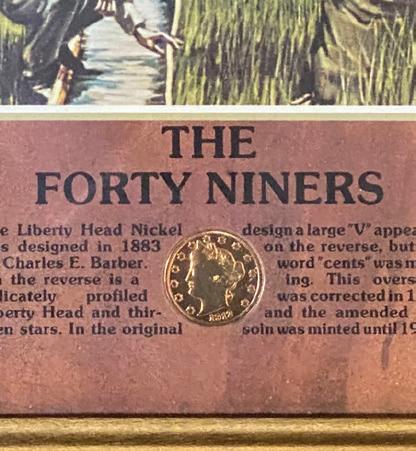 THE
FORTY NINERS
e Liberty Head Nickel
s designed in 1883
Charles E. Barber.
n the reverse is a
licately profiled
berty Head and thir-
en stars. In the original
design a large "V" appea
on the reverse, but
word "cents" was m
ing. This overs
was corrected in 1
and the amended
soin was minted until 19